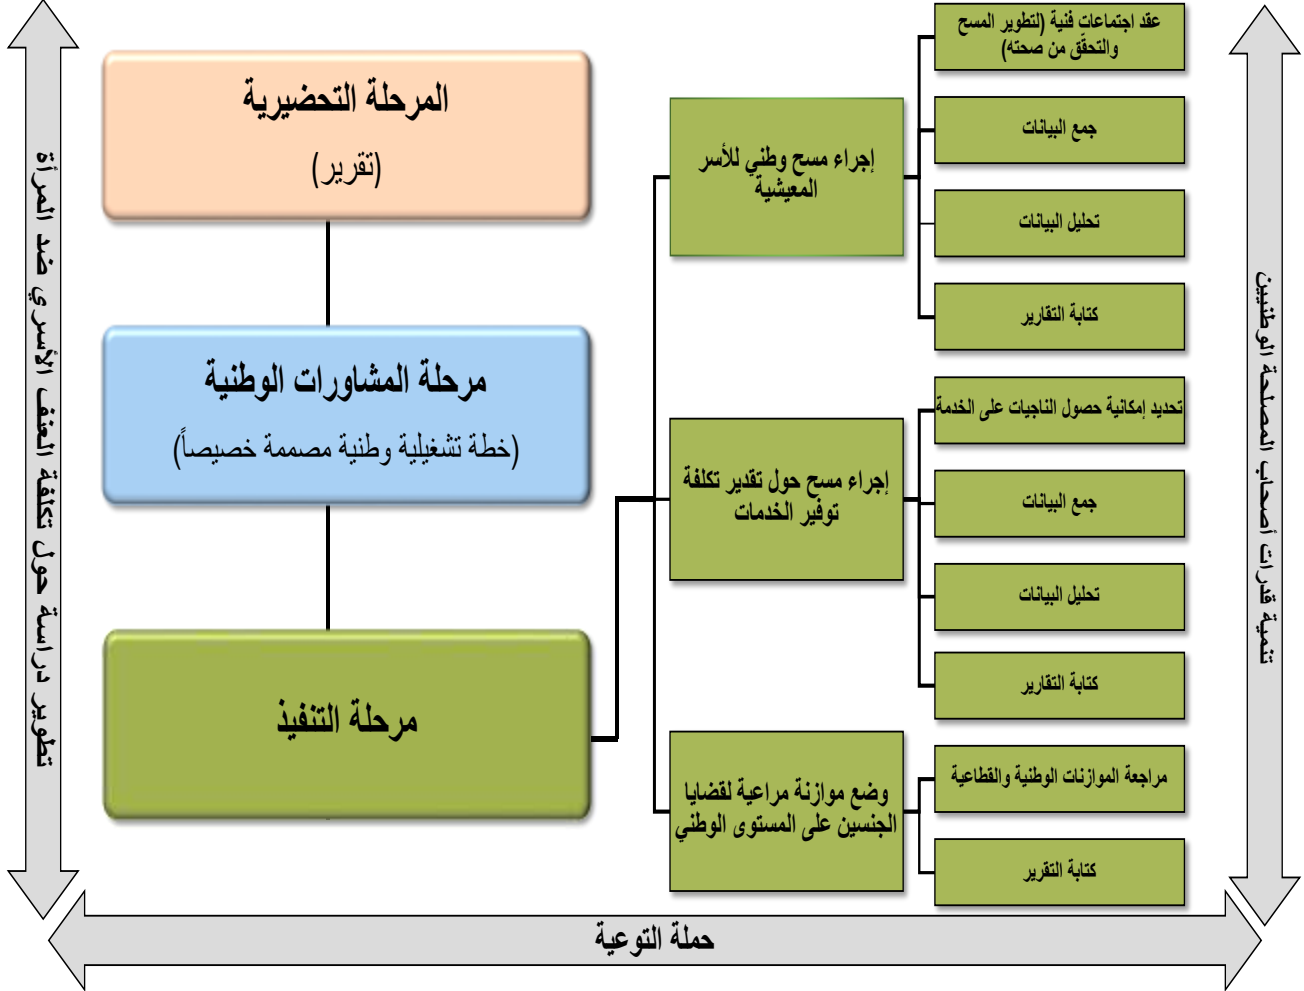 المرحلة التحضيرية
(تقرير)
مرحلة المشاورات الوطنية
(خطة تشغيلية وطنية مصممة خصيصاً)
مرحلة التنفيذ
إجراء مسح وطني للأسر
المعيشية
عقد اجتماعات فنية (لتطوير المسح
والتحقّق من صحته)
جمع البيانات
تحليل البيانات
كتابة التقارير
إجراء مسح حول تقدير تكلفة
توفير الخدمات
تحديد إمكانية حصول الناجيات على الخدمة
جمع البيانات
تحليل البيانات
كتابة التقارير
وضع موازنة مراعية لقضايا
الجنسين على المستوى الوطني
مراجعة الموازنات الوطنية والقطاعية
كتابة التقرير
تطوير دراسة حول تكلفة العنف الأسري ضد المرأة
تنمية قدرات أصحاب المصلحة الوطنيين
حملة التوعية